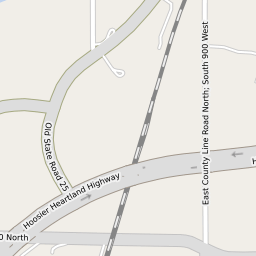 East County Line Road North; South 900 West
Old State Road 25
Hoosier Heartland Highway
H
0 North